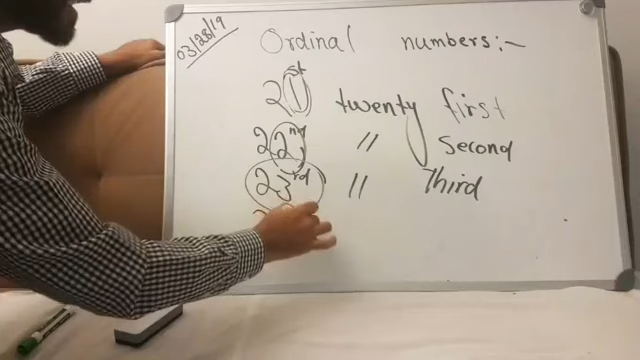 03/28/19
Ordinal numbers:-
21st twenty first
22nd // Second
23rd // Third